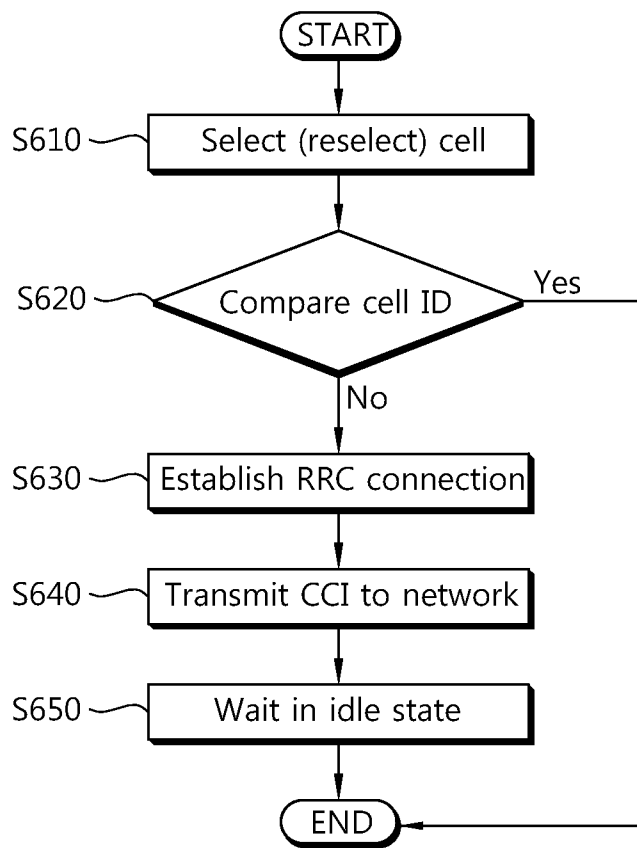 START
S610 Select (reselect) cell
S620 Compare cell ID Yes
No
S630 Establish RRC connection
S640 Transmit CCI to network
S650 Wait in idle state
END